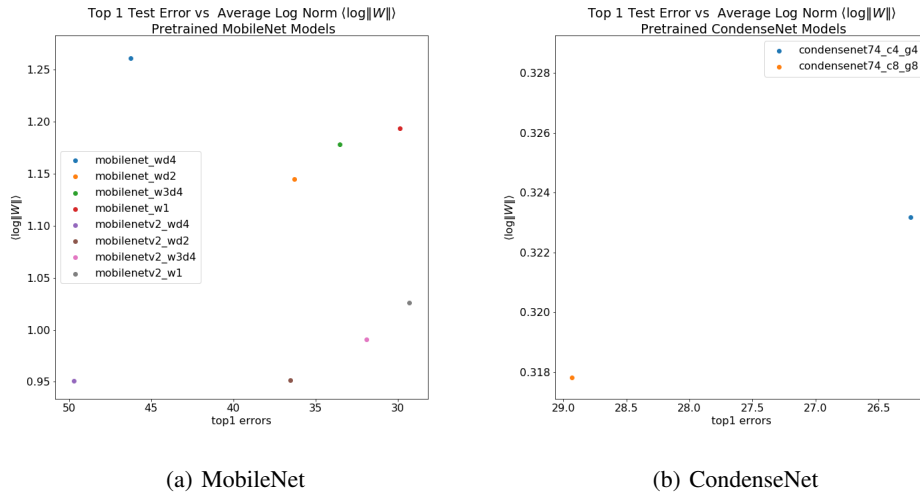 Top 1 Test Error vs Average Log Norm ⟨log‖W‖⟩
Pretrained MobileNet Models
⟨log‖W‖⟩
1.25
1.20
1.15
1.10
1.05
1.00
0.95
mobilenet_wd4
mobilenet_wd2
mobilenet_w3d4
mobilenet_w1
mobilenetv2_wd4
mobilenetv2_wd2
mobilenetv2_w3d4
mobilenetv2_w1
50 45 40 35 30
top1 errors
(a) MobileNet
Top 1 Test Error vs Average Log Norm ⟨log‖W‖⟩
Pretrained CondenseNet Models
⟨log‖W‖⟩
0.328
0.326
0.324
0.322
0.320
0.318
condensenet74_c4_g4
condensenet74_c8_g8
29.0 28.5 28.0 27.5 27.0 26.5
top1 errors
(b) CondenseNet